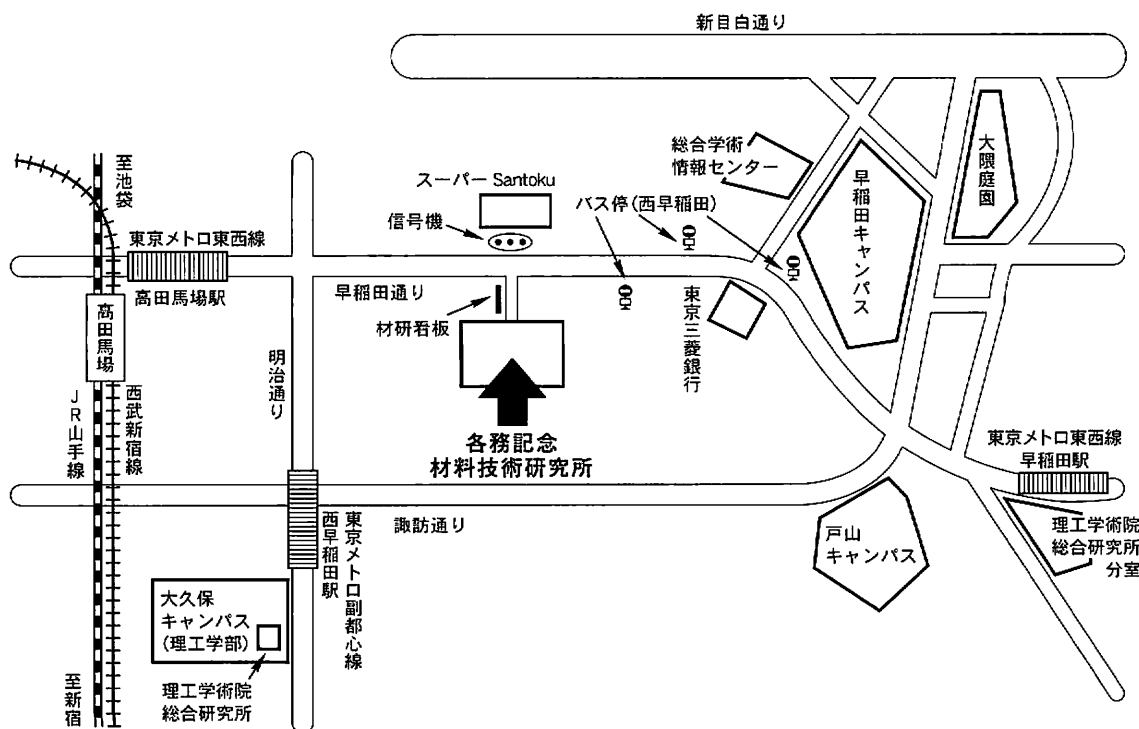 新目白通り
至池袋
東京メトロ東西線
高田馬場駅
高田馬場
JR山手線
西武新宿線
至新宿
明治通り
スーパー Santoku
信号機
早稲田通り
材研看板
各務記念
材料技術研究所
総合学術
情報センター
バス停(西早稲田)
東京三菱銀行
早稲田キャンパス
大隈庭園
東京メトロ東西線
早稲田駅
諏訪通り
東京メトロ副都心線
西早稲田駅
戸山
キャンパス
理工学術院
総合研究所
分室
大久保
キャンパス
(理工学部)
理工学術院
総合研究所